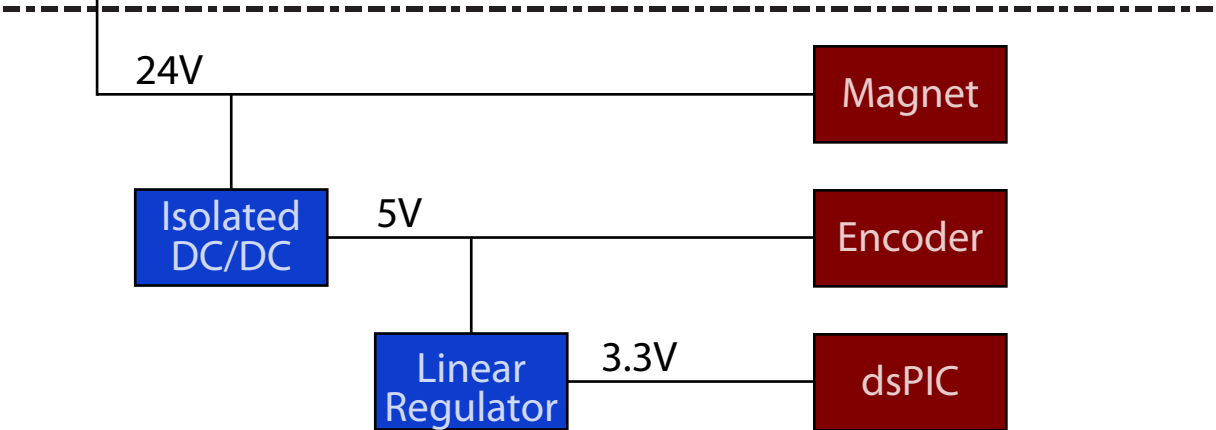 24V
Magnet
Isolated
DC/DC
5V
Encoder
Linear
Regulator
3.3V
dsPIC